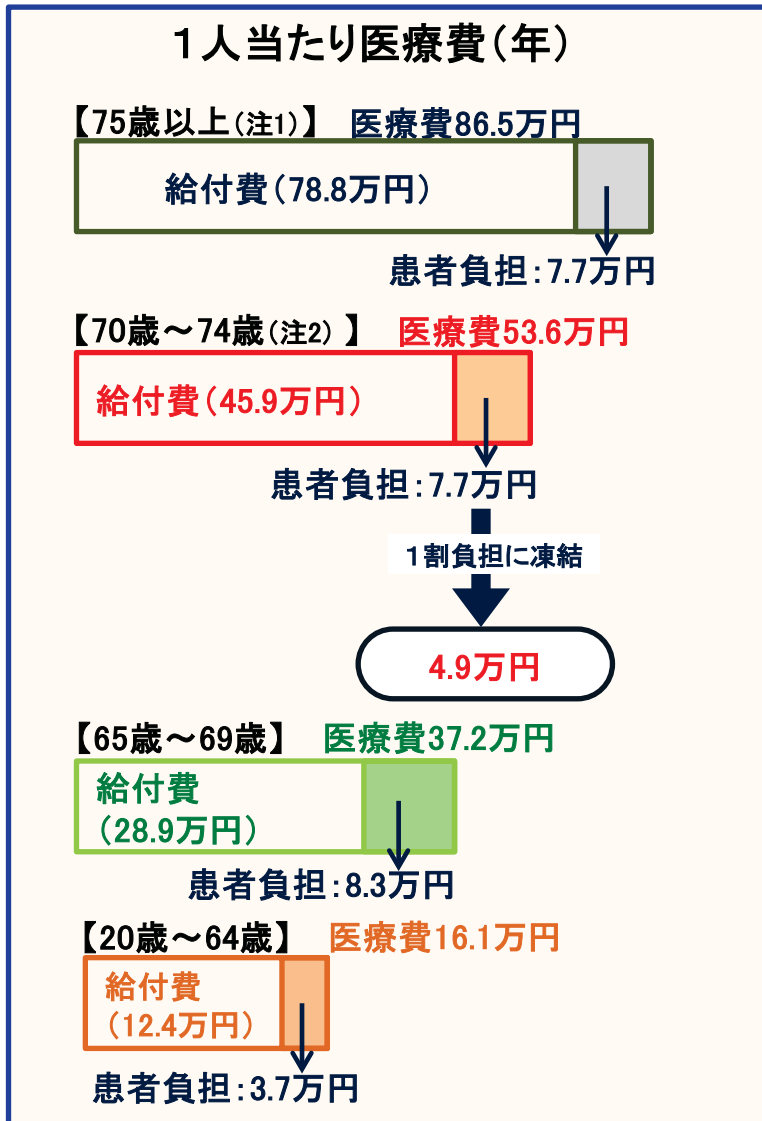 1人当たり医療費(年)
【75歳以上(注1)】 医療費86.5万円
給付費(78.8万円)
患者負担:7.7万円
【70歳~74歳(注2) 】 医療費53.6万円
給付費(45.9万円)
患者負担:7.7万円
1割負担に凍結
4.9万円
【65歳~69歳】 医療費37.2万円
給付費
(28.9万円)
患者負担:8.3万円
【20歳~64歳】 医療費16.1万円
給付費
(12.4万円)
患者負担:3.7万円